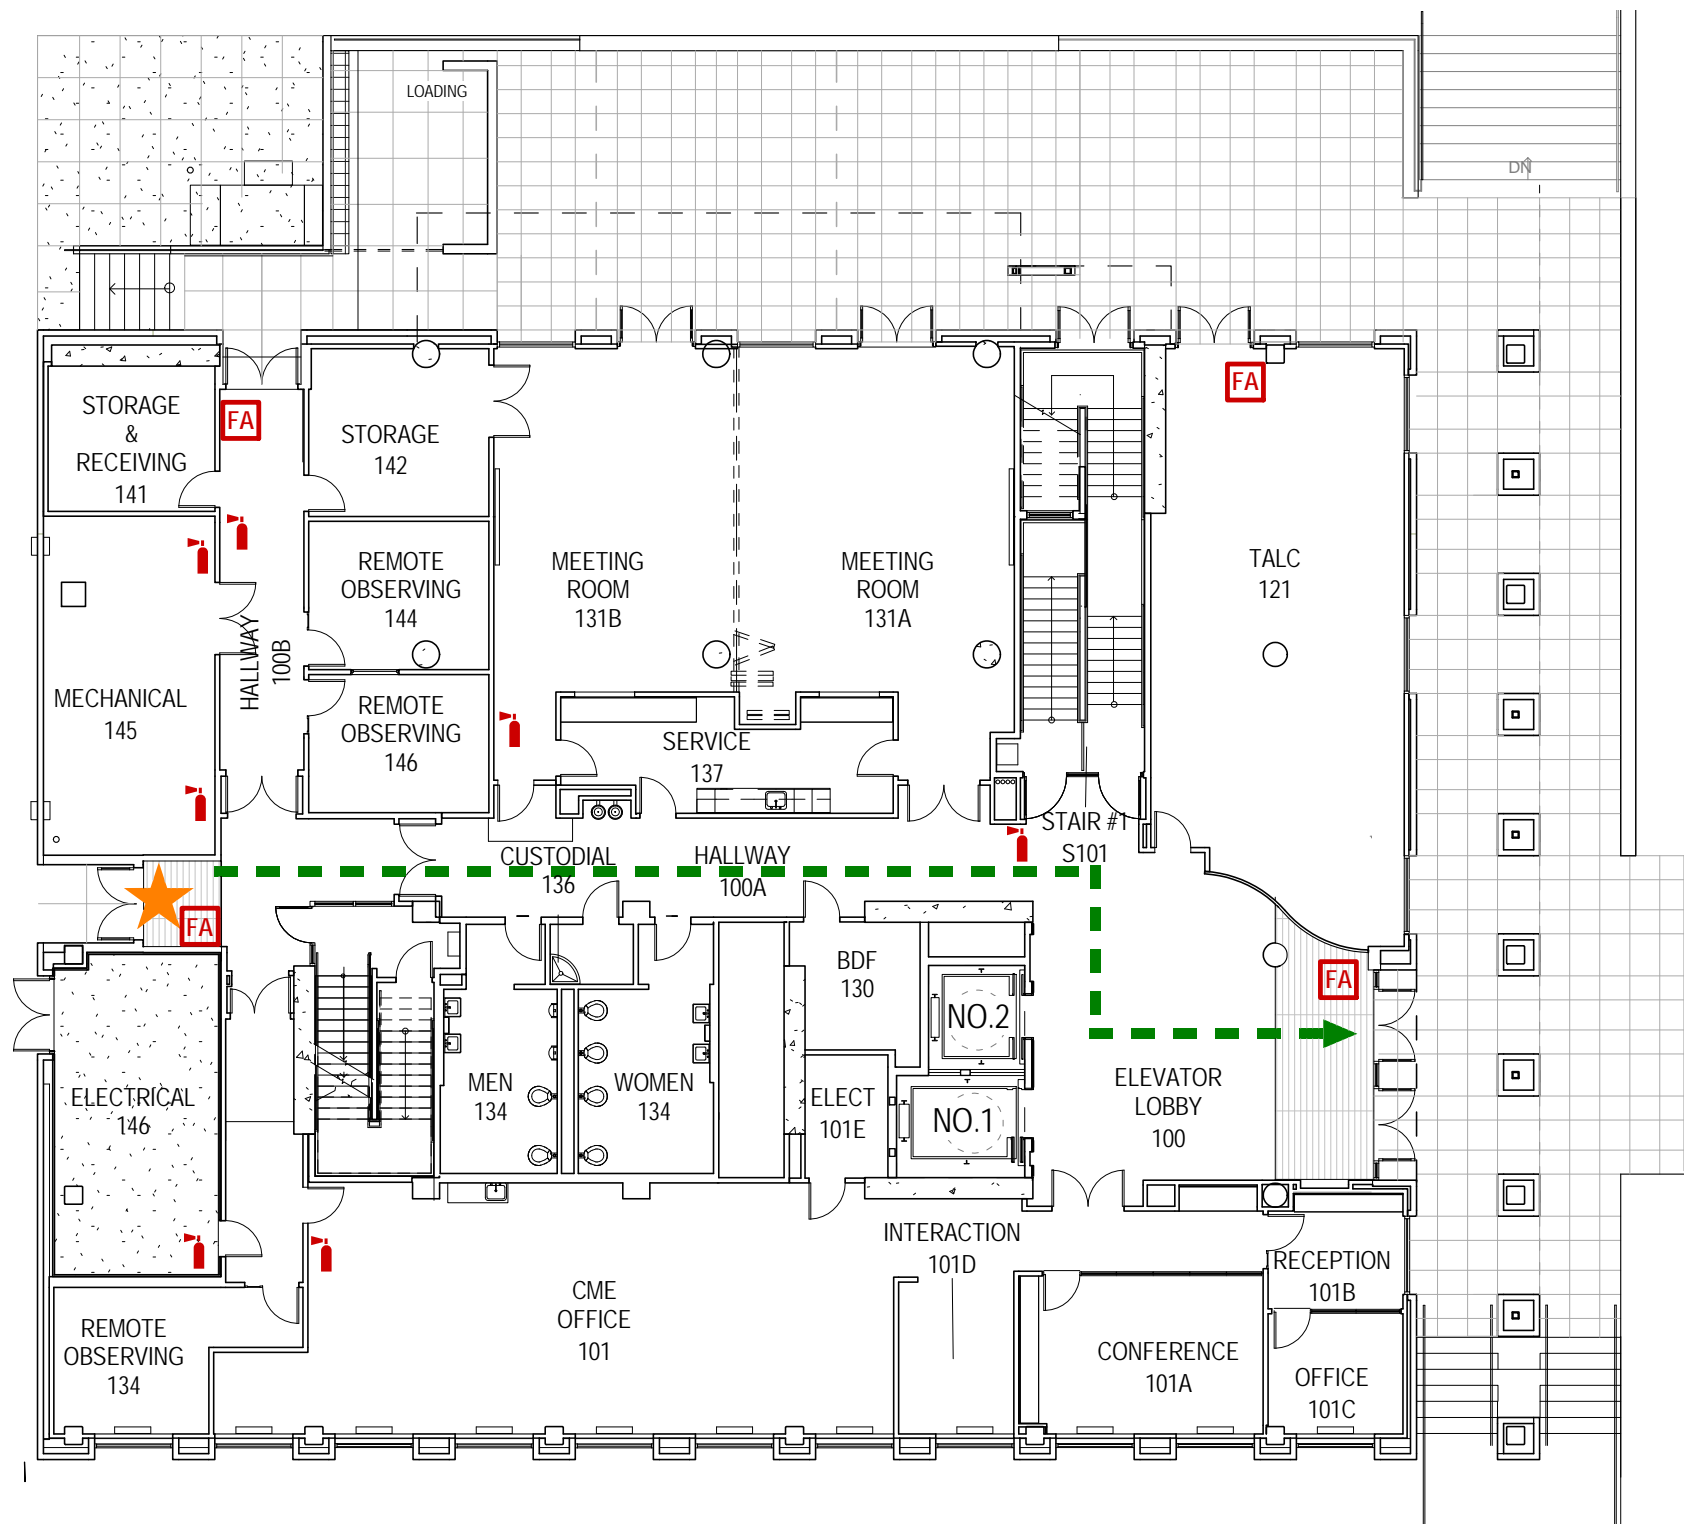 LOADING
DN
STORAGE
&
RECEIVING
141
FA
STORAGE
142
FA
REMOTE
OBSERVING
144
MEETING
ROOM
131B
MEETING
ROOM
131A
TALC
121
HALLWAY
100B
MECHANICAL
145
REMOTE
OBSERVING
146
SERVICE
137
STAIR #1
S101
CUSTODIAL
136
HALLWAY
100A
FA
BDF
130
FA
NO.2
ELECTRICAL
146
MEN
134
WOMEN
134
ELECT
101E
NO.1
ELEVATOR
LOBBY
100
INTERACTION
101D
RECEPTION
101B
CME
OFFICE
101
REMOTE
OBSERVING
134
CONFERENCE
101A
OFFICE
101C